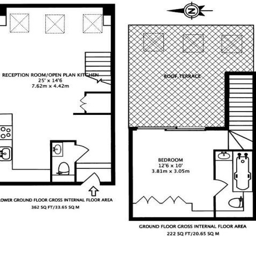 N
RECEPTION ROOM/OPEN PLAN KITCHEN
25' x 14'6
7.62m x 4.42m
ROOF TERRACE
BEDROOM
12'6 x 10'
3.81m x 3.05m
LOWER GROUND FLOOR GROSS INTERNAL FLOOR AREA
362 SQ FT/33.65 SQ M
GROUND FLOOR GROSS INTERNAL FLOOR AREA
222 SQ FT/20.65 SQ M